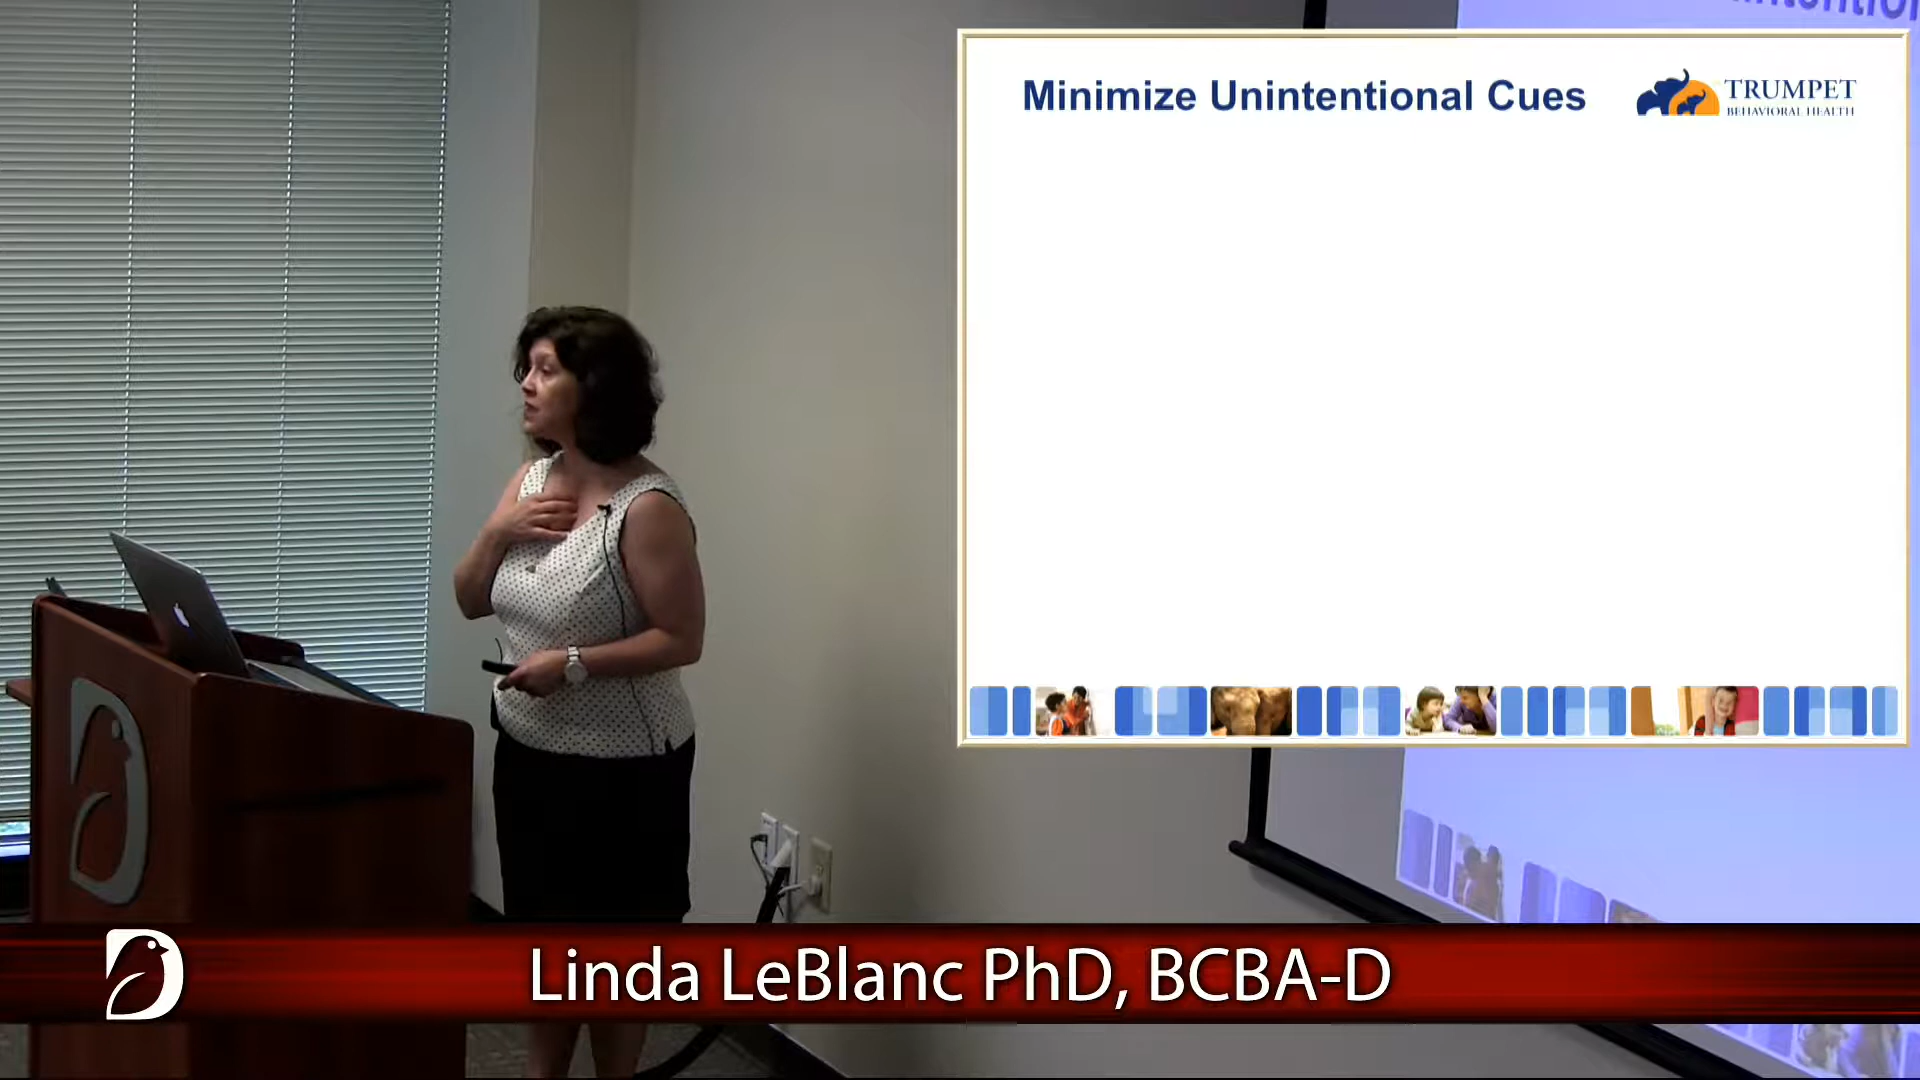 Minimize Unintentional Cues
TRUMPET
BEHAVIORAL HEALTH
Linda LeBlanc PhD, BCBA-D